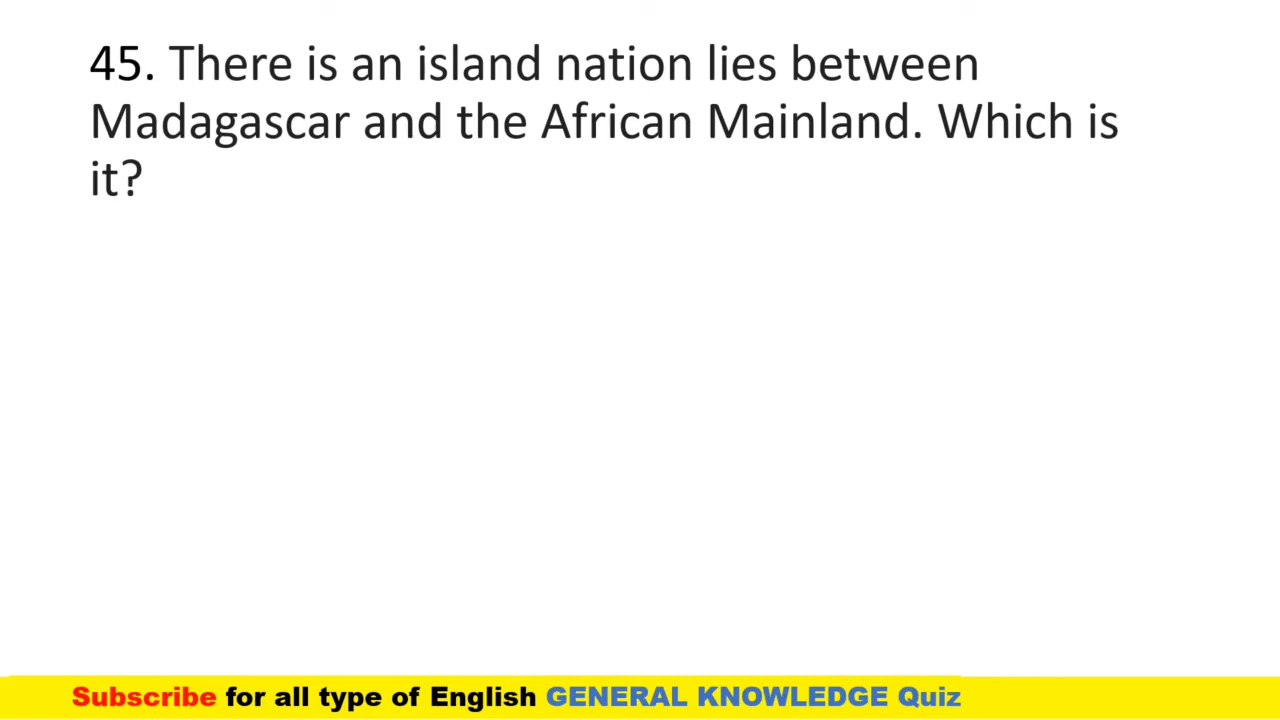 45. There is an island nation lies between
Madagascar and the African Mainland. Which is
it?
Subscribe for all type of English GENERAL KNOWLEDGE Quiz